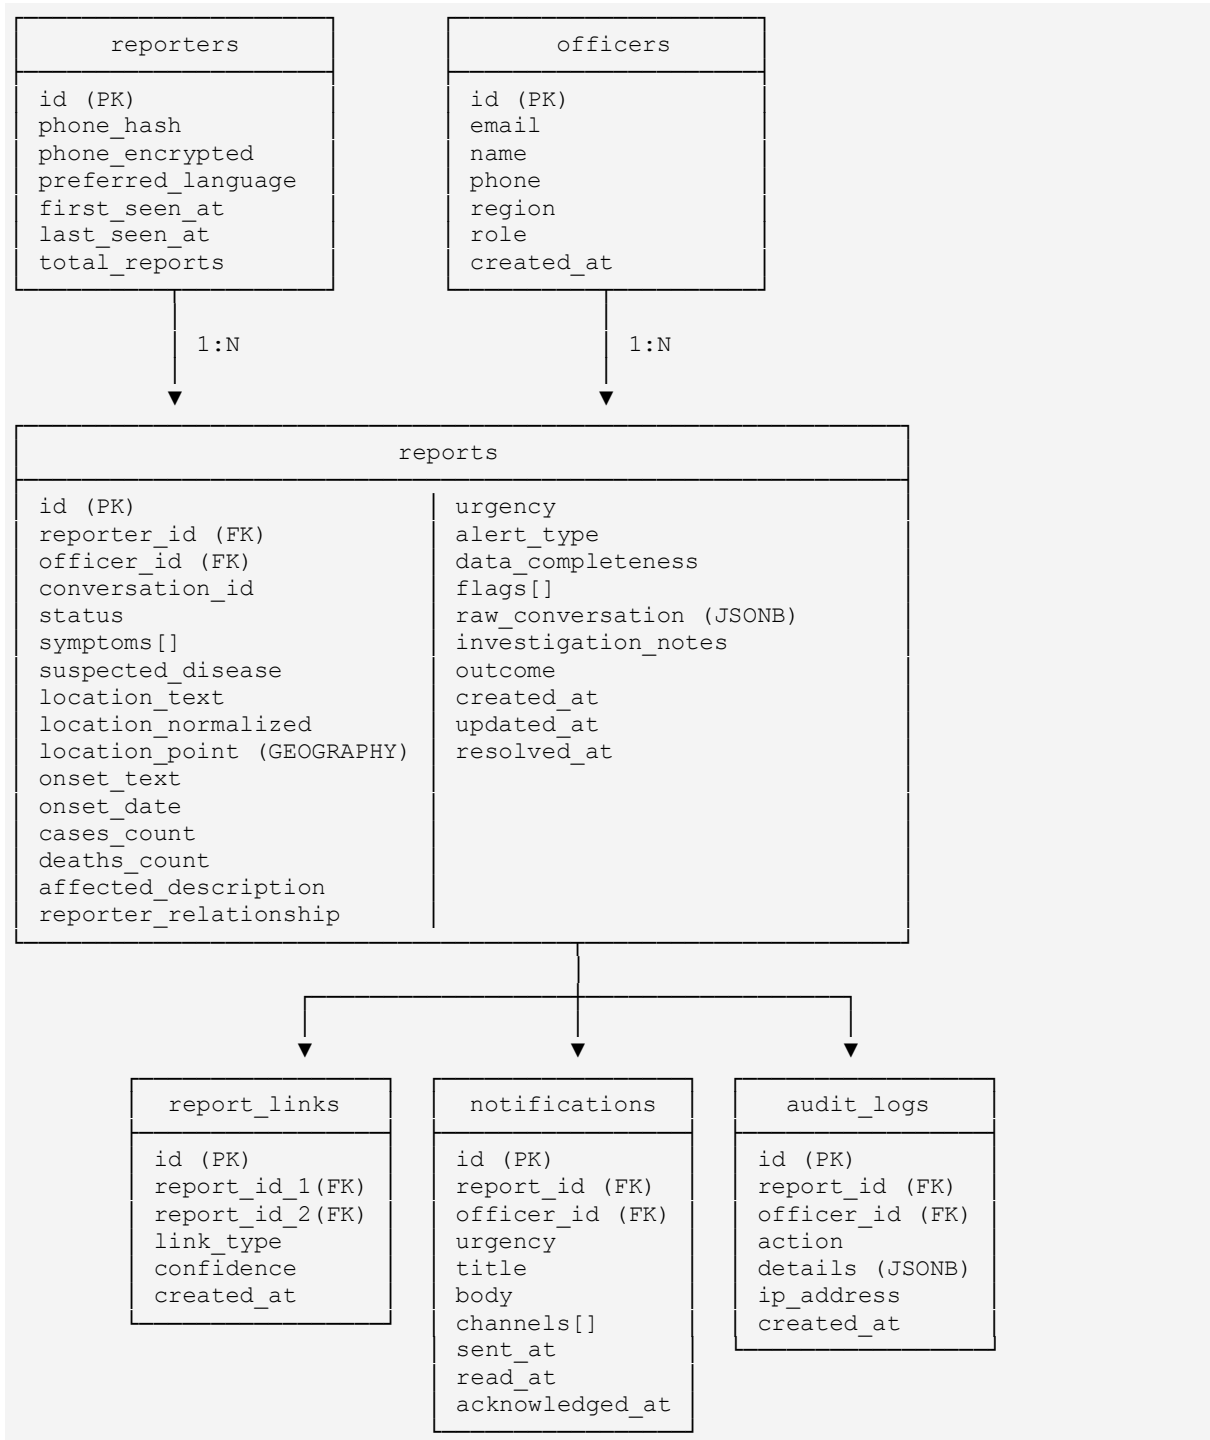 reporters
id (PK)
phone_hash
phone_encrypted
preferred_language
first_seen_at
last_seen_at
total_reports
officers
id (PK)
email
name
phone
region
role
created_at
1:N
1:N
reports
id (PK)
reporter_id (FK)
officer_id (FK)
conversation_id
status
symptoms[]
suspected_disease
location_text
location_normalized
location_point (GEOGRAPHY)
onset_text
onset_date
cases_count
deaths_count
affected_description
reporter_relationship
urgency
alert_type
data_completeness
flags[]
raw_conversation (JSONB)
investigation_notes
outcome
created_at
updated_at
resolved_at
report_links
id (PK)
report_id_1(FK)
report_id_2(FK)
link_type
confidence
created_at
notifications
id (PK)
report_id (FK)
officer_id (FK)
urgency
title
body
channels[]
sent_at
read_at
acknowledged_at
audit_logs
id (PK)
report_id (FK)
officer_id (FK)
action
details (JSONB)
ip_address
created_at